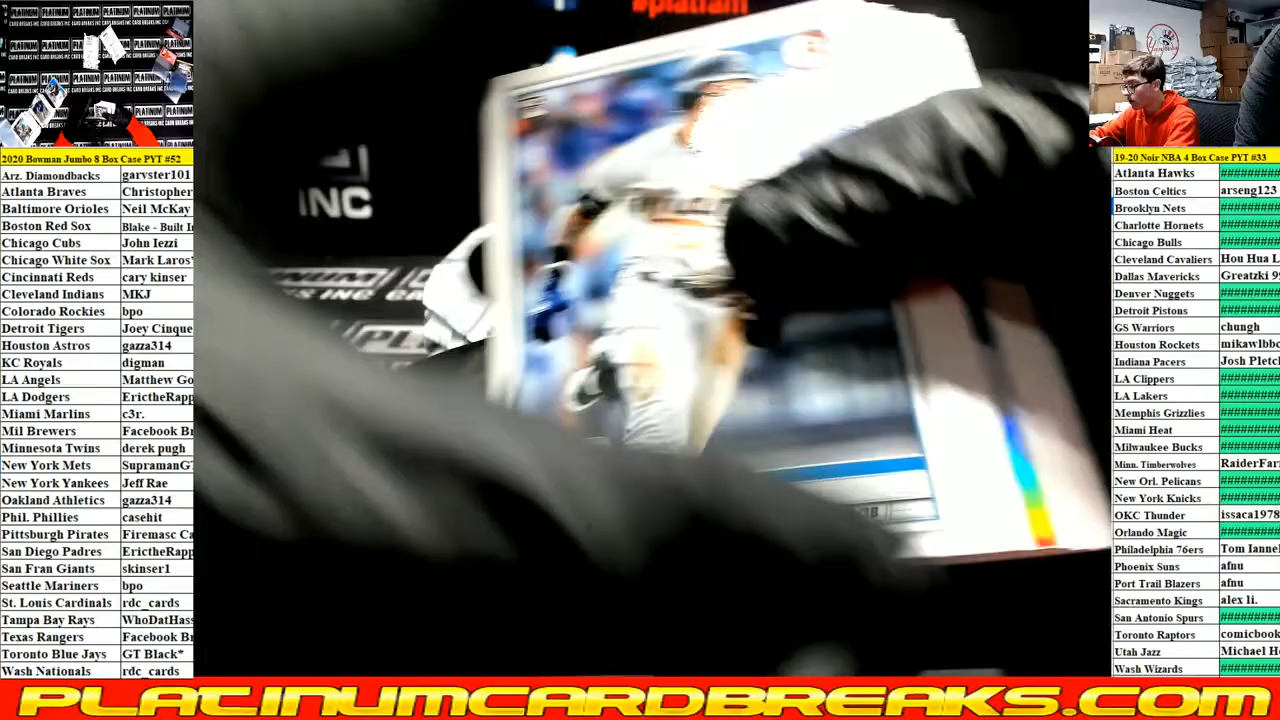 #platfam
INC
2020 Bowman Jumbo 8 Box Case PYT #52
Arz. Diamondbacks garvster101
Atlanta Braves Christopher
Baltimore Orioles Neil McKay
Boston Red Sox Blake - Built I
Chicago Cubs John Iezzi
Chicago White Sox Mark Laros
Cincinnati Reds cary kinser
Cleveland Indians MKJ
Colorado Rockies bpo
Detroit Tigers Joey Cinque
Houston Astros gazza314
KC Royals digman
LA Angels Matthew Go
LA Dodgers ErictheRapp
Miami Marlins c3r.
Mil Brewers Facebook Br
Minnesota Twins derek pugh
New York Mets SupramanG
New York Yankees Jeff Rae
Oakland Athletics gazza314
Phil. Phillies casehit
Pittsburgh Pirates Firemasc Ca
San Diego Padres ErictheRapp
San Fran Giants skinser1
Seattle Mariners bpo
St. Louis Cardinals rdc_cards
Tampa Bay Rays WhoDatHas
Texas Rangers Facebook Br
Toronto Blue Jays GT Black*
Wash Nationals rdc_cards
19-20 Noir NBA 4 Box Case PYT #33
Atlanta Hawks #########
Boston Celtics arseng123
Brooklyn Nets #########
Charlotte Hornets #########
Chicago Bulls #########
Cleveland Cavaliers Hou Hua L
Dallas Mavericks Greatzki 9
Denver Nuggets #########
Detroit Pistons #########
GS Warriors chungh
Houston Rockets mikawlbbc
Indiana Pacers Josh Pletc
LA Clippers #########
LA Lakers #########
Memphis Grizzlies #########
Miami Heat #########
Milwaukee Bucks #########
Minn. Timberwolves RaiderFar
New Orl. Pelicans #########
New York Knicks #########
OKC Thunder issaca1978
Orlando Magic #########
Philadelphia 76ers Tom Ianne
Phoenix Suns afnu
Port Trail Blazers afnu
Sacramento Kings alex li.
San Antonio Spurs #########
Toronto Raptors comicbook
Utah Jazz Michael H
Wash Wizards #########
PLATINUMCARDBREAKS.COM